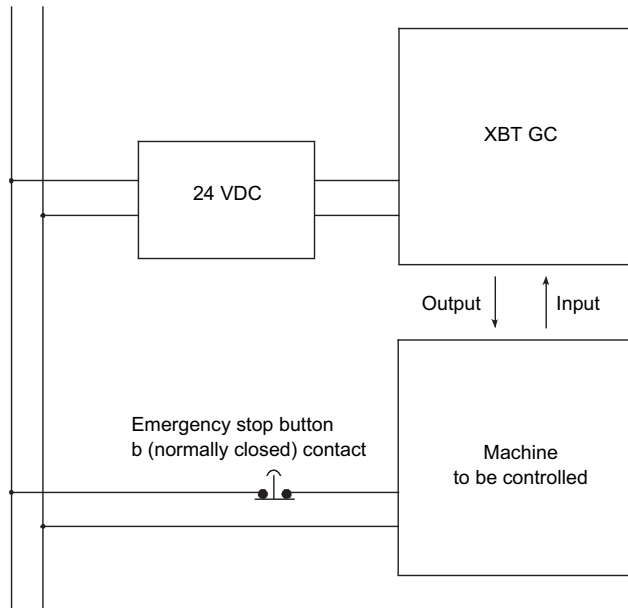 XBT GC
24 VDC
Output
Input
Emergency stop button
b (normally closed) contact
Machine
to be controlled